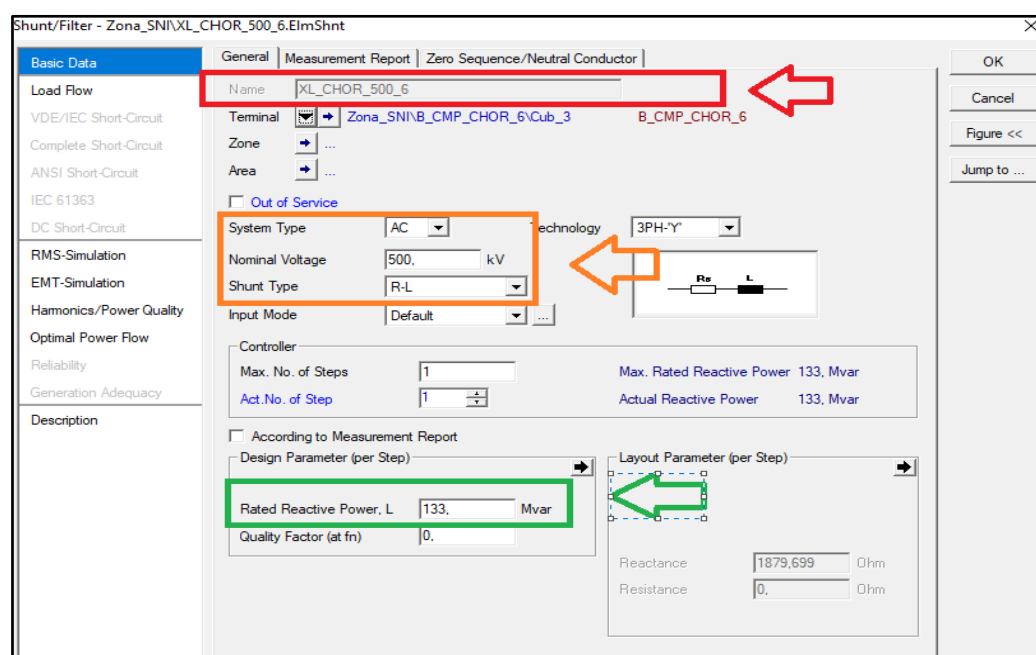 Shunt/Filter - Zona_SNI\XL_CHOR_500_6.ElmShnt
Basic Data
Load Flow
VDE/IEC Short-Circuit
Complete Short-Circuit
ANSI Short-Circuit
IEC 61363
DC Short-Circuit
RMS-Simulation
EMT-Simulation
Harmonics/Power Quality
Optimal Power Flow
Reliability
Generation Adequacy
Description
General Measurement Report Zero Sequence/Neutral Conductor
Name XL_CHOR_500_6
Terminal Zona_SNI\B_CMP_CHOR_6\Cub_3 B_CMP_CHOR_6
Zone ...
Area ...
Out of Service
System Type AC Technology 3PH-'Y'
Nominal Voltage 500, kV
Shunt Type R-L
Rs L
Input Mode Default ...
Controller
Max. No. of Steps 1 Max. Rated Reactive Power 133, Mvar
Act.No. of Step 1 Actual Reactive Power 133, Mvar
According to Measurement Report
Design Parameter (per Step) Layout Parameter (per Step)
Rated Reactive Power, L 133, Mvar
Quality Factor (at fn) 0,
Reactance 1879,699 Ohm
Resistance 0, Ohm
OK
Cancel
Figure <<
Jump to ...